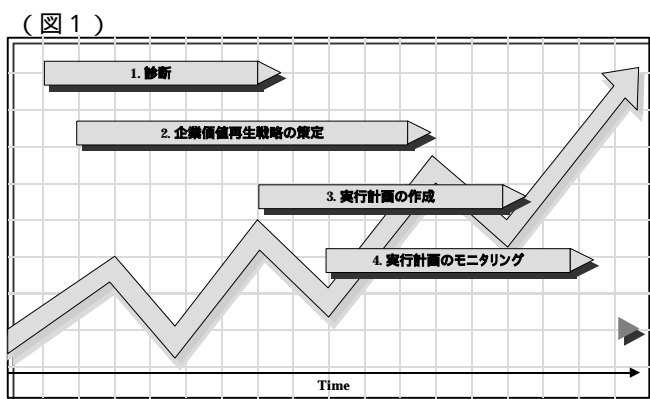 （図１）
1. 診断
2. 企業価値再生戦略の策定
3. 実行計画の作成
4. 実行計画のモニタリング
Time